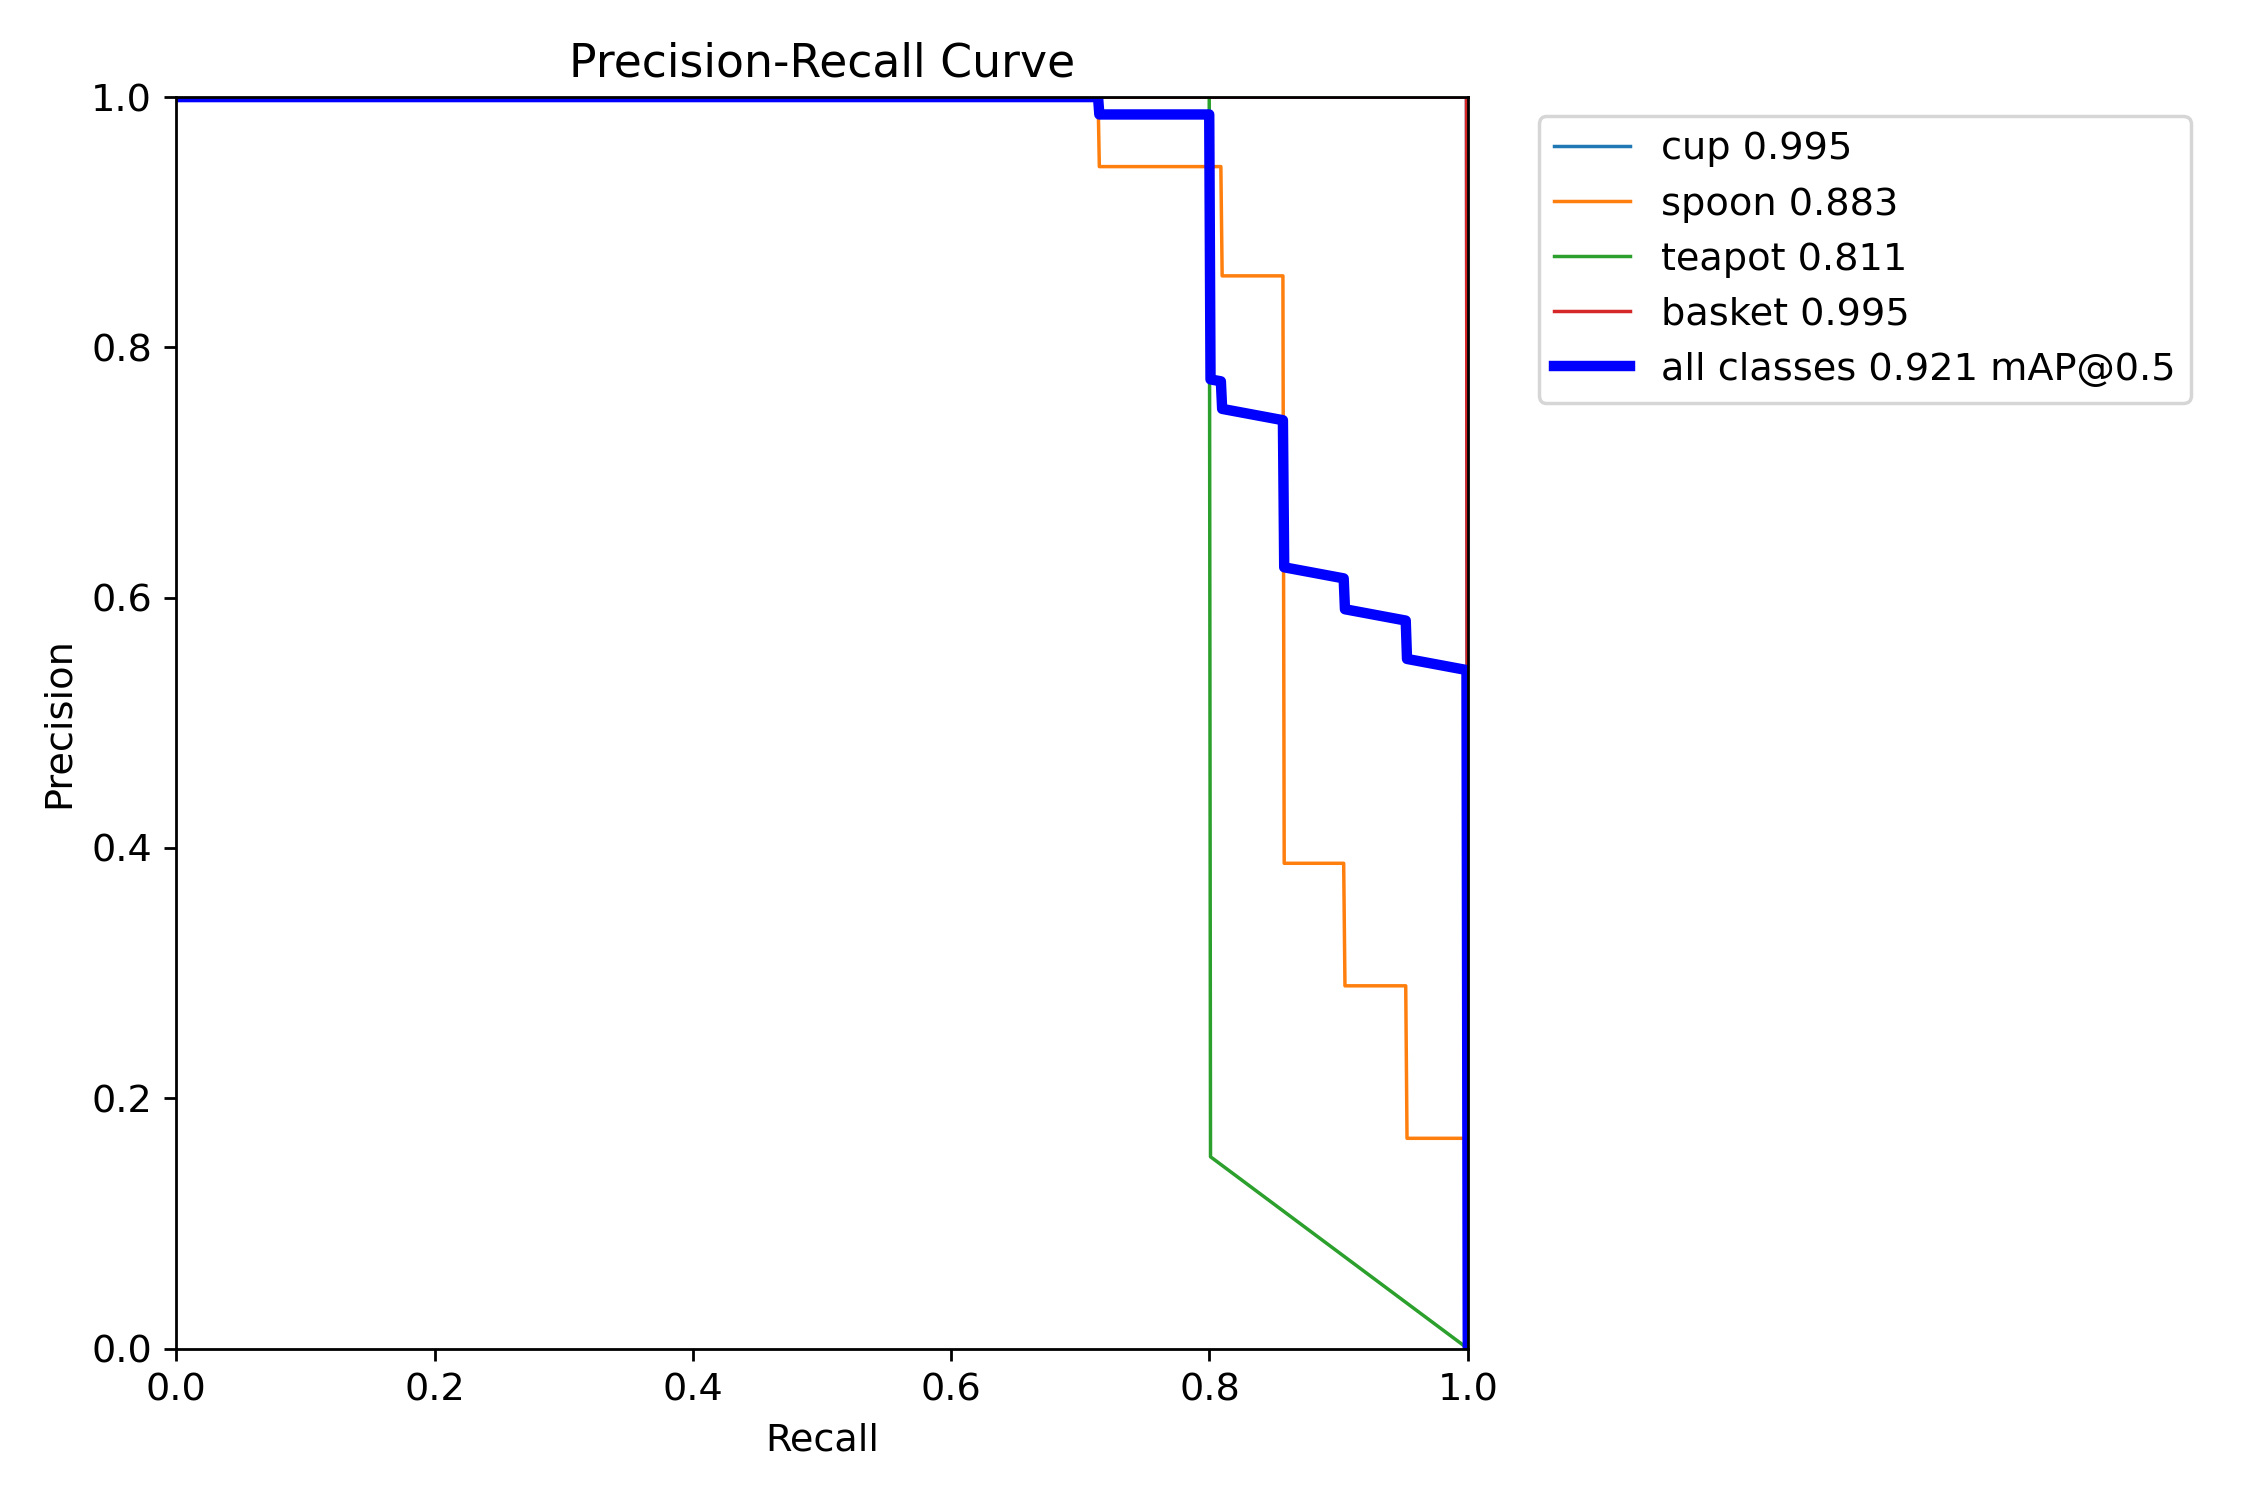 Precision-Recall Curve
1.0
0.8
0.6
0.4
0.2
0.0
Precision
0.0 0.2 0.4 0.6 0.8 1.0
Recall
cup 0.995
spoon 0.883
teapot 0.811
basket 0.995
all classes 0.921 mAP@0.5